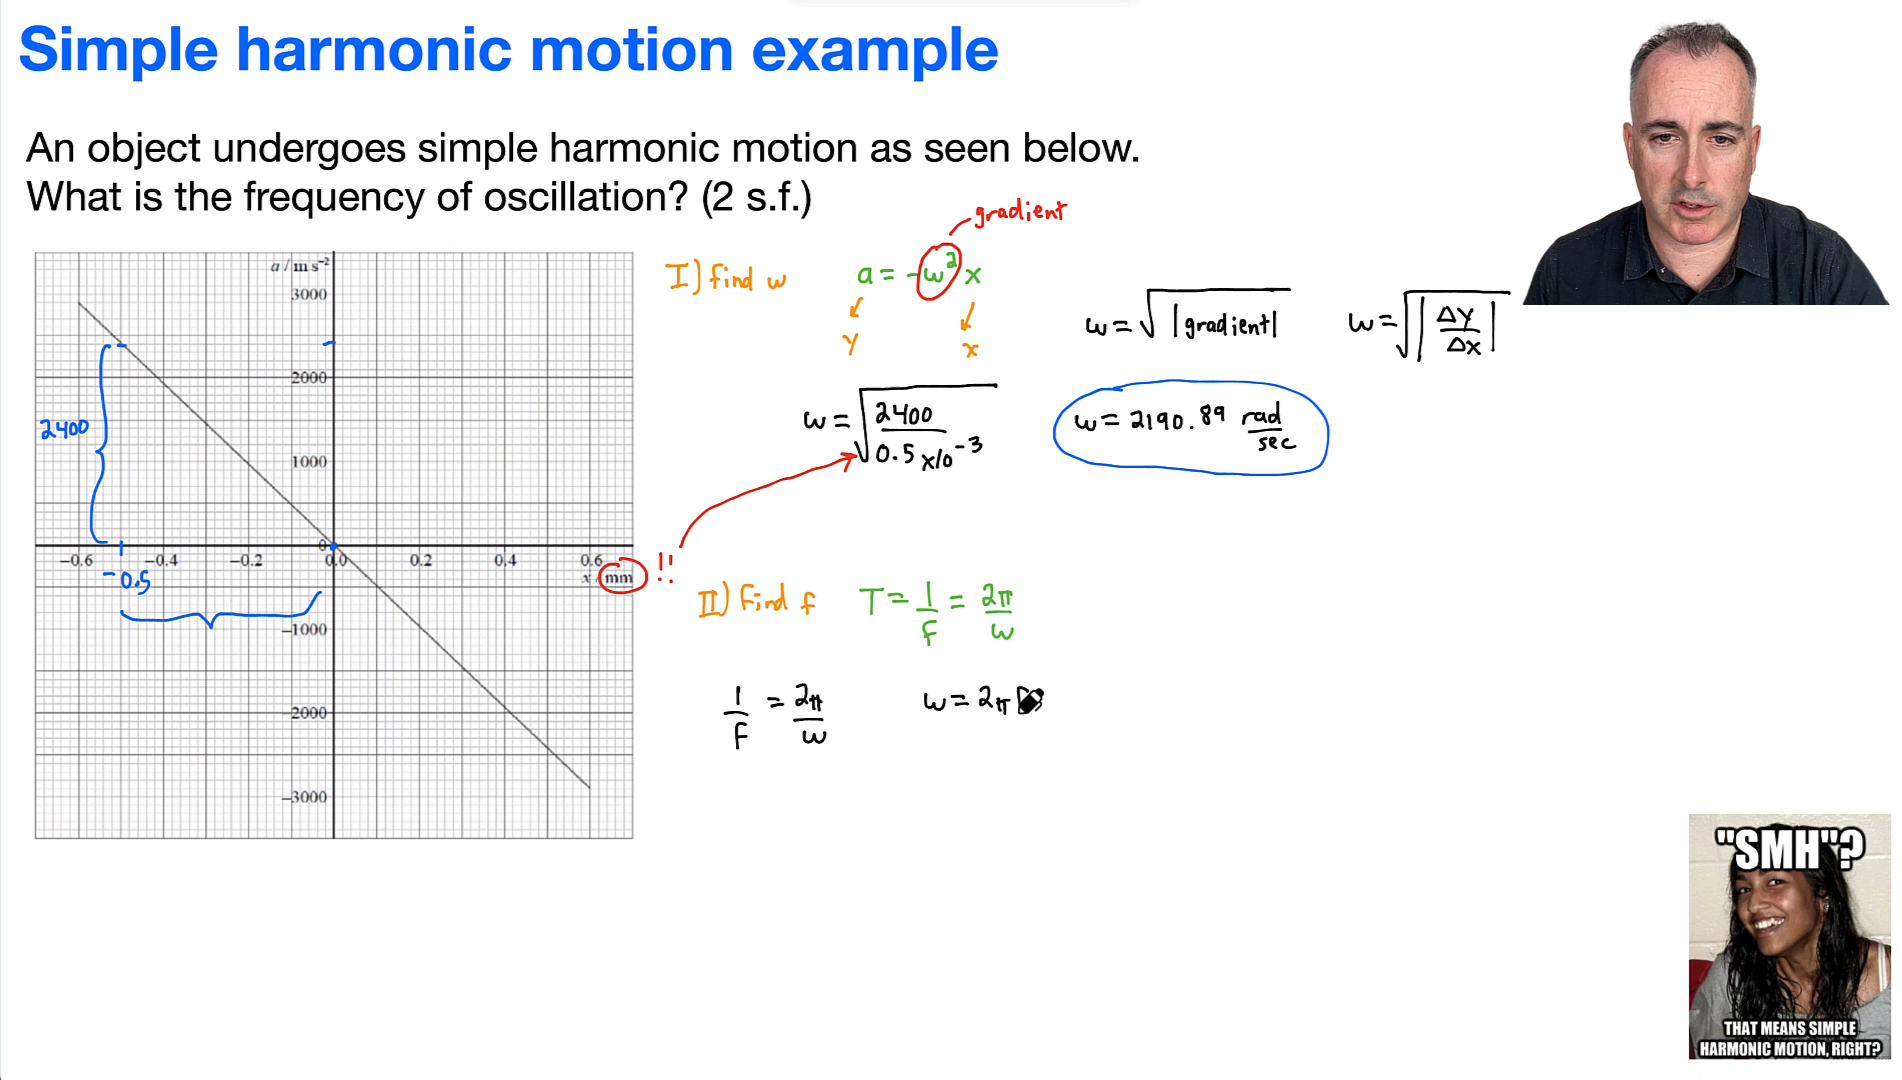 Simple harmonic motion example
An object undergoes simple harmonic motion as seen below.
What is the frequency of oscillation? (2 s.f.)
gradient
I) find w
a = -w² x
y
x
w = √|gradient|
w = √|Δy/Δx|
w = √(2400/0.5 x10⁻³)
w = 2190.89 rad/sec
a / m s⁻²
3000
2000
1000
0
-1000
-2000
-3000
-0.6 -0.4 -0.2 0.0 0.2 0.4 0.6
x / mm
!!
2400
-0.5
II) Find f
T = 1/F = 2π/w
1/F = 2π/w
w = 2π
"SMH"?
THAT MEANS SIMPLE
HARMONIC MOTION, RIGHT?